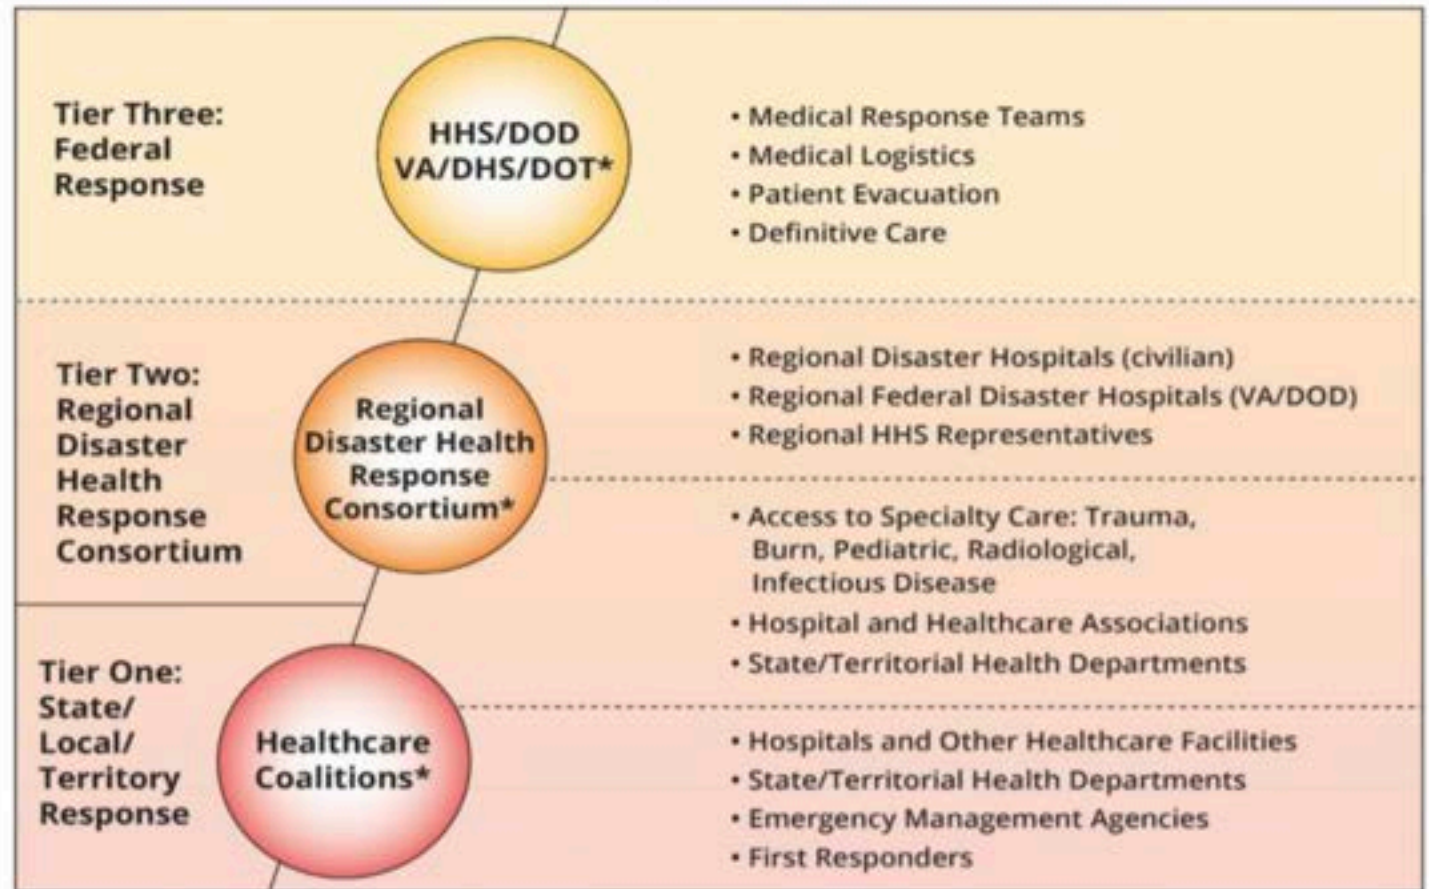 Tier Three:
Federal
Response
HHS/DOD
VA/DHS/DOT*
• Medical Response Teams
• Medical Logistics
• Patient Evacuation
• Definitive Care
Tier Two:
Regional
Disaster
Health
Response
Consortium
Regional
Disaster Health
Response
Consortium*
• Regional Disaster Hospitals (civilian)
• Regional Federal Disaster Hospitals (VA/DOD)
• Regional HHS Representatives
• Access to Specialty Care: Trauma,
Burn, Pediatric, Radiological,
Infectious Disease
• Hospital and Healthcare Associations
• State/Territorial Health Departments
Tier One:
State/
Local/
Territory
Response
Healthcare
Coalitions*
• Hospitals and Other Healthcare Facilities
• State/Territorial Health Departments
• Emergency Management Agencies
• First Responders